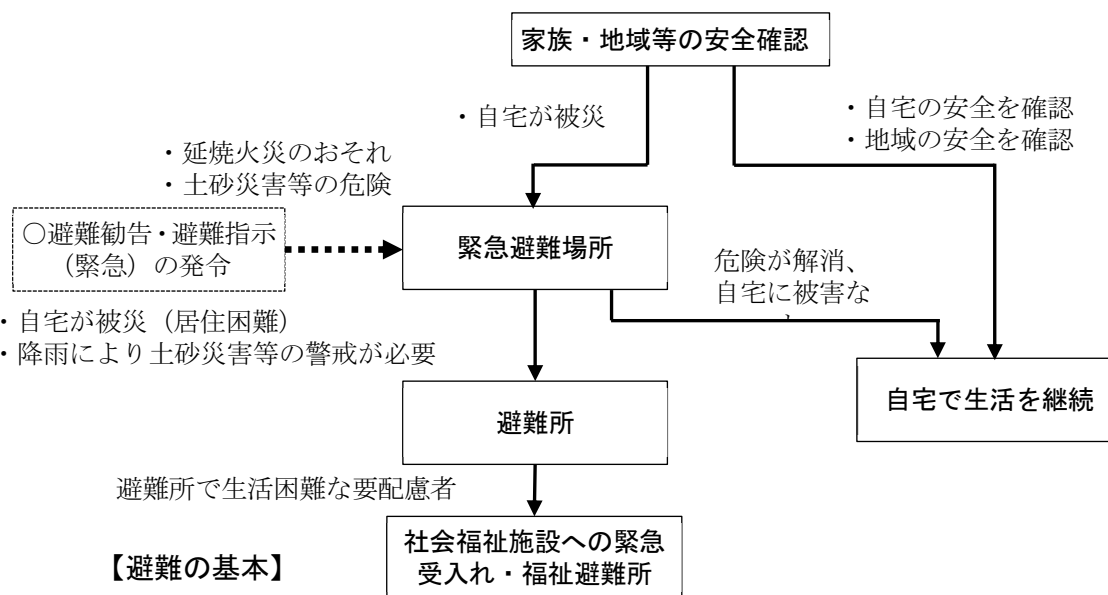 家族・地域等の安全確認
・自宅が被災
・自宅の安全を確認
・地域の安全を確認
・延焼火災のおそれ
・土砂災害等の危険
○避難勧告・避難指示
（緊急）の発令
緊急避難場所
危険が解消、
自宅に被害な
・自宅が被災（居住困難）
・降雨により土砂災害等の警戒が必要
自宅で生活を継続
避難所
避難所で生活困難な要配慮者
社会福祉施設への緊急
受入れ・福祉避難所
【避難の基本】